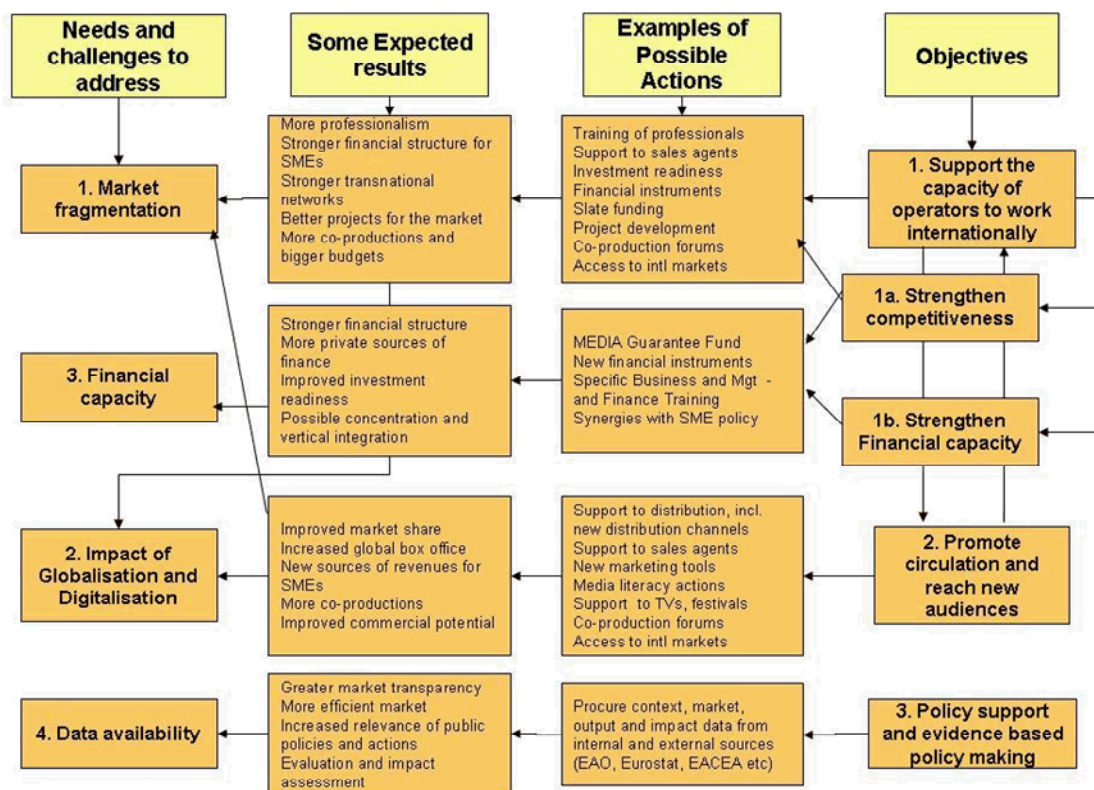 Needs and
challenges to
address
Some Expected
results
Examples of
Possible
Actions
Objectives
1. Market
fragmentation
More professionalism
Stronger financial structure for
SMEs
Stronger transnational
networks
Better projects for the market
More co-productions and
bigger budgets
Training of professionals
Support to sales agents
Investment readiness
Financial instruments
Slate funding
Project development
Co-production forums
Access to intl markets
1. Support the
capacity of
operators to work
internationally
1a. Strengthen
competitiveness
3. Financial
capacity
Stronger financial structure
More private sources of
finance
Improved investment
readiness
Possible concentration and
vertical integration
MEDIA Guarantee Fund
New financial instruments
Specific Business and Mgt -
and Finance Training
Synergies with SME policy
1b. Strengthen
Financial capacity
2. Impact of
Globalisation and
Digitalisation
Improved market share
Increased global box office
New sources of revenues for
SMEs
More co-productions
Improved commercial potential
Support to distribution, incl.
new distribution channels
Support to sales agents
New marketing tools
Media literacy actions
Support to TVs, festivals
Co-production forums
Access to intl markets
2. Promote
circulation and
reach new
audiences
4. Data availability
Greater market transparency
More efficient market
Increased relevance of public
policies and actions
Evaluation and impact
assessment
Procure context, market,
output and impact data from
internal and external sources
(EAO, Eurostat, EACEA etc)
3. Policy support
and evidence based
policy making